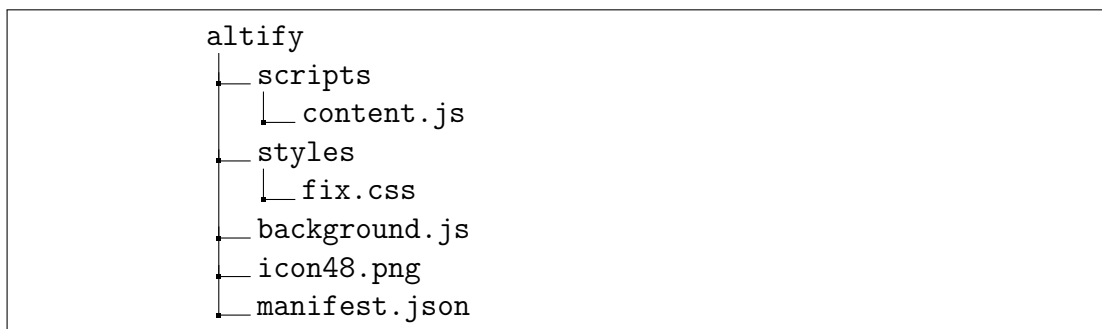 altify
scripts
content.js
styles
fix.css
background.js
icon48.png
manifest.json